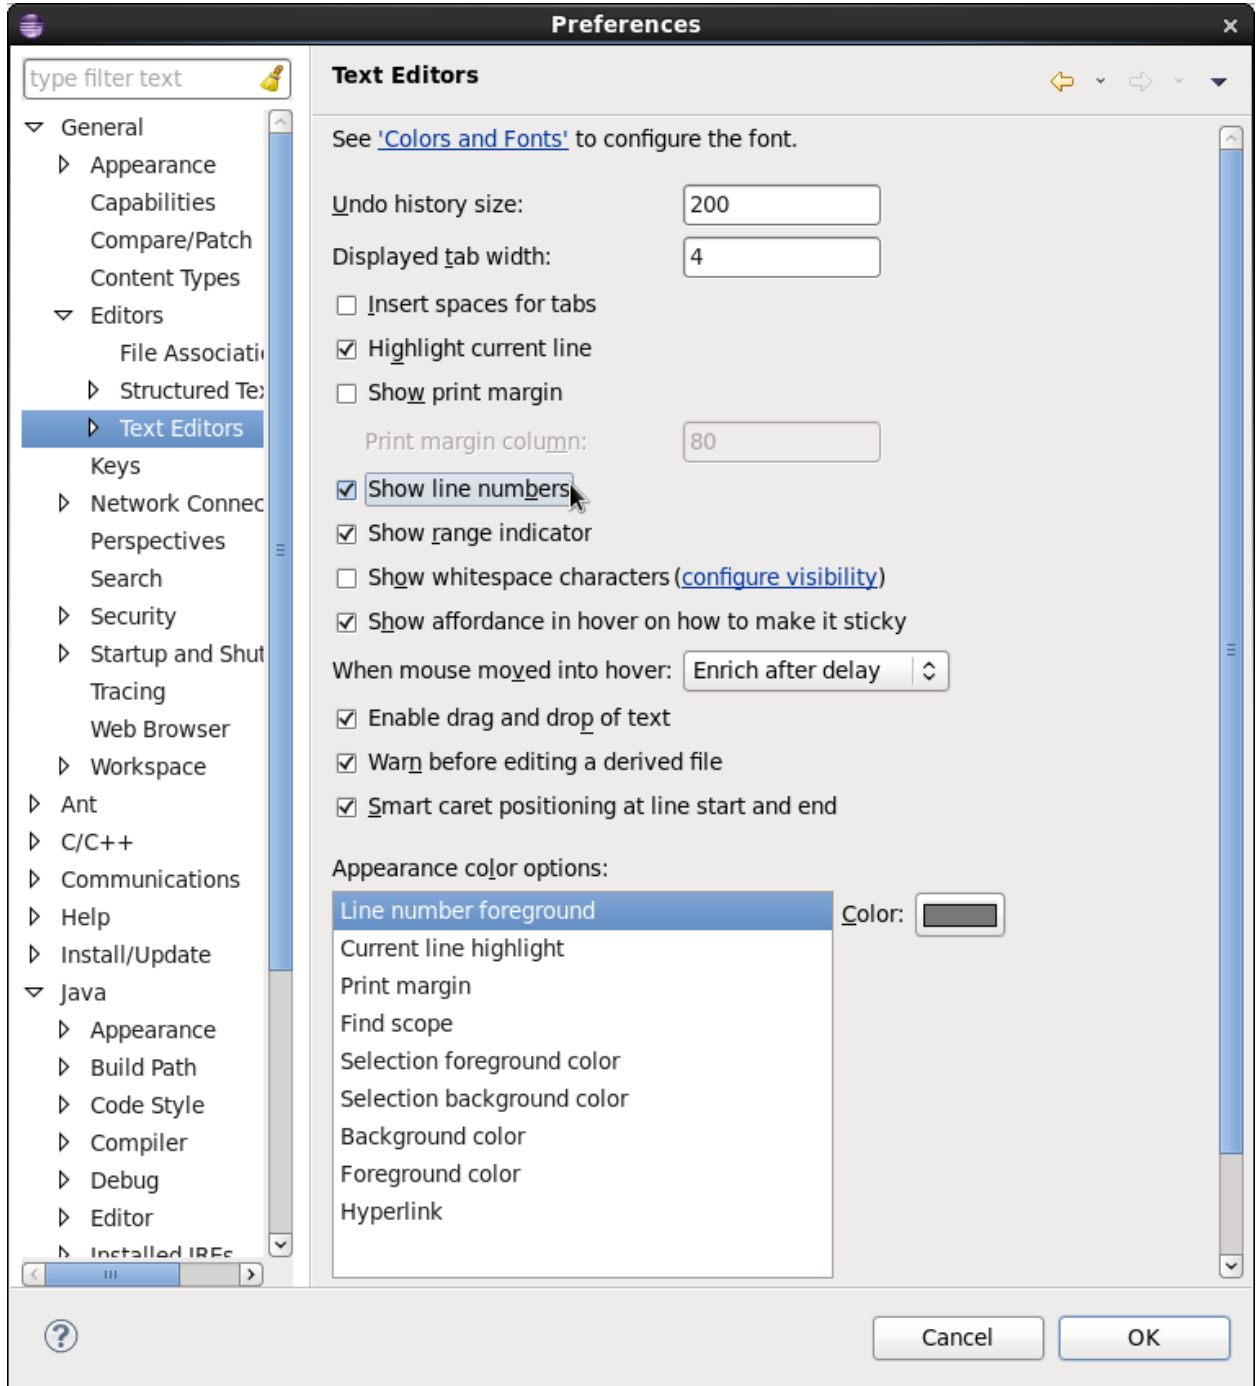 Preferences
type filter text
General
Appearance
Capabilities
Compare/Patch
Content Types
Editors
File Associati
Structured Tex
Text Editors
Keys
Network Connec
Perspectives
Search
Security
Startup and Shut
Tracing
Web Browser
Workspace
Ant
C/C++
Communications
Help
Install/Update
Java
Appearance
Build Path
Code Style
Compiler
Debug
Editor
Installed JREs
Text Editors
See 'Colors and Fonts' to configure the font.
Undo history size: 200
Displayed tab width: 4
Insert spaces for tabs
Highlight current line
Show print margin
Print margin column: 80
Show line numbers
Show range indicator
Show whitespace characters (configure visibility)
Show affordance in hover on how to make it sticky
When mouse moved into hover: Enrich after delay
Enable drag and drop of text
Warn before editing a derived file
Smart caret positioning at line start and end
Appearance color options:
Line number foreground
Current line highlight
Print margin
Find scope
Selection foreground color
Selection background color
Background color
Foreground color
Hyperlink
Color:
Cancel
OK